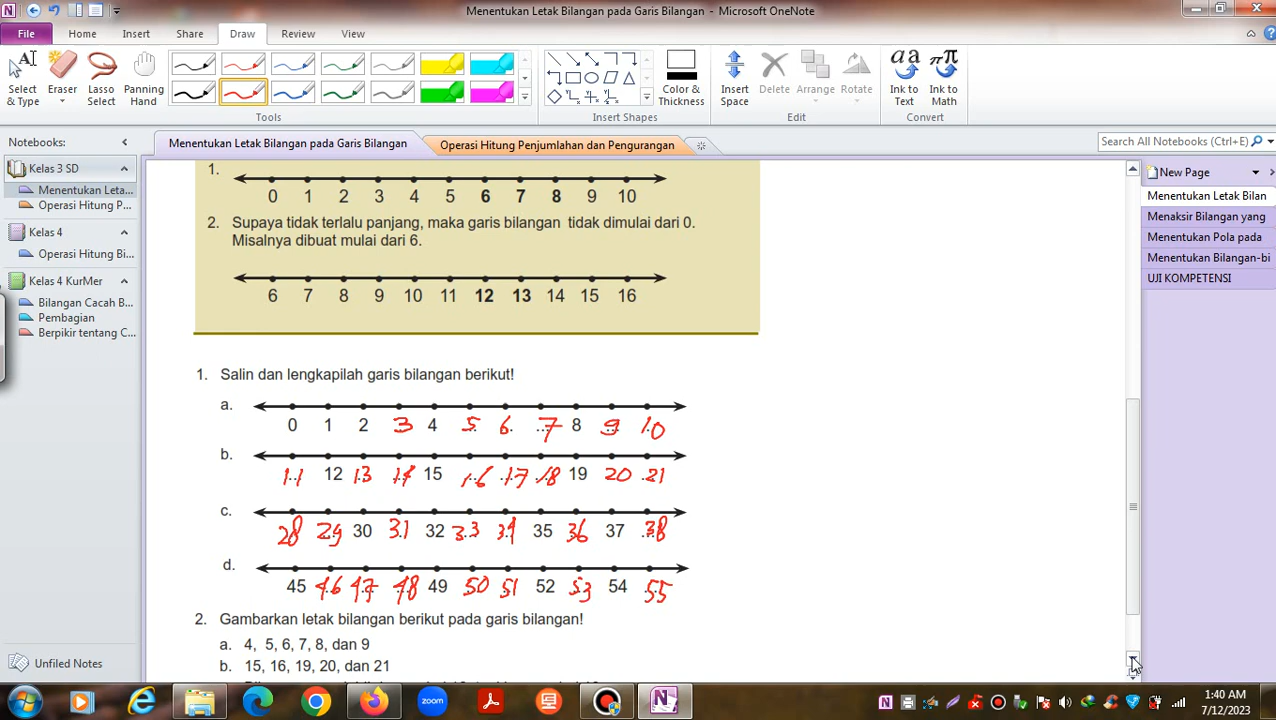 Menentukan Letak Bilangan pada Garis Bilangan - Microsoft OneNote
File Home Insert Share Draw Review View
Select & Type
Eraser
Lasso Select
Panning Hand
Color & Thickness
Insert Space
Delete
Arrange
Rotate
Ink to Text
Ink to Math
Tools
Insert Shapes
Edit
Convert
Notebooks:
Menentukan Letak Bilangan pada Garis Bilangan
Operasi Hitung Penjumlahan dan Pengurangan
Search All Notebooks (Ctrl+E)
Kelas 3 SD
Menentukan Leta...
Operasi Hitung P...
Kelas 4
Operasi Hitung Bi...
Kelas 4 KurMer
Bilangan Cacah B...
Pembagian
Berpikir tentang C...
Unfiled Notes
1.
0 1 2 3 4 5 6 7 8 9 10
2. Supaya tidak terlalu panjang, maka garis bilangan tidak dimulai dari 0.
Misalnya dibuat mulai dari 6.
6 7 8 9 10 11 12 13 14 15 16
1. Salin dan lengkapilah garis bilangan berikut!
a.
0 1 2 3 4 5 6 7 8 9 10
b.
11 12 13 14 15 16 17 18 19 20 21
c.
28 29 30 31 32 33 34 35 36 37 38
d.
45 46 47 48 49 50 51 52 53 54 55
2. Gambarkan letak bilangan berikut pada garis bilangan!
a. 4, 5, 6, 7, 8, dan 9
b. 15, 16, 19, 20, dan 21
New Page
Menentukan Letak Bilan
Menaksir Bilangan yang
Menentukan Pola pada
Menentukan Bilangan-bi
UJI KOMPETENSI
zoom
1:40 AM
7/12/2023